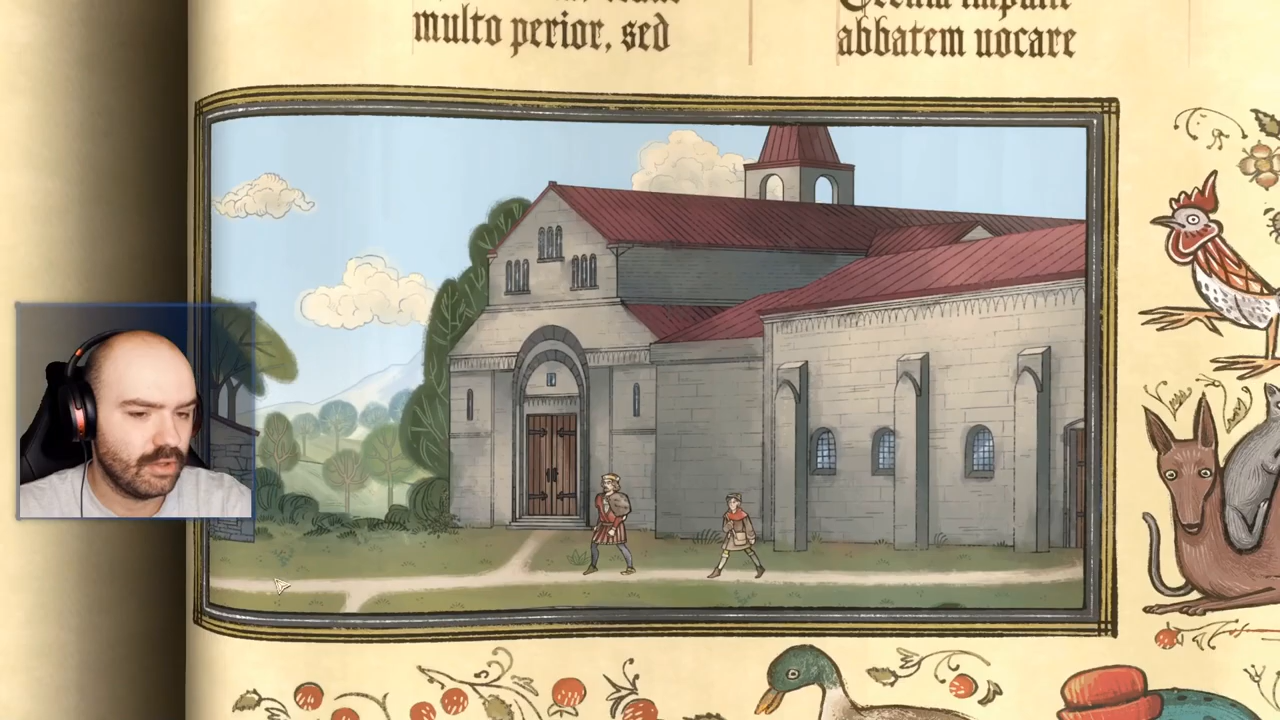 multo perior, sed
abbatem uocare